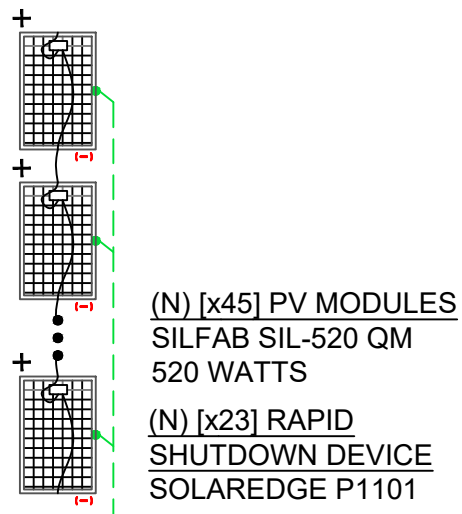 +
(-)
+
(-)
(N) [x45] PV MODULES
SILFAB SIL-520 QM
520 WATTS
+
(N) [x23] RAPID
SHUTDOWN DEVICE
SOLAREDGE P1101
(-)